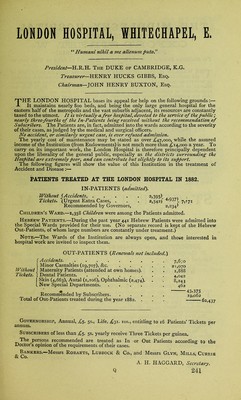 LONDON HOSPITAL, WHITECHAPEL, E.
"Humani nihil a me alienum puto."
President—H.R.H. THE DUKE OF CAMBRIDGE, K.G.
Treasurer—HENRY HUCKS GIBBS, ESQ.
Chairman—JOHN HENRY BUXTON, ESQ.
THE LONDON HOSPITAL bases its appeal for help on the following grounds :—
It maintains nearly 800 beds, and being the only large general hospital for the
eastern half of the metropolis and the vast suburbs adjacent, its resources are constantly
taxed to the utmost. It is virtually a free hospital, devoted to the service of the public;
nearly three-fourths of the In-Patients being received without the recommendation of
Subscribers. The Patients are, in fact, admitted into the wards according to the severity
of their cases, as judged by the medical and surgical officers.
No accident, or similarly urgent case, is ever refused admission.
The yearly cost of maintenance may be stated as over £45,000, while the assured
income of the Institution (from Endowments) is not much more than £14,000 a year. To
carry on its important work, the London Hospital is therefore principally dependent
upon the liberality of the general public, especially as the districts surrounding the
Hospital are extremely poor, and can contribute but slightly to its support.
The following figures will show the value of this Institution in the treatment of
Accident and Disease:—
PATIENTS TREATED AT THE LONDON HOSPITAL IN 1882.
IN-PATIENTS (admitted).
Without { Accidents,
Tickets. { Urgent Extra Cases,
Recommended by Governors,
CHILDREN'S WARD.—1,356 Children were among the Patients admitted.
HEBREW PATIENTS.—During the past year 441 Hebrew Patients were admitted into
the Special Wards provided for their use. (No separate record is kept of the Hebrew
Out-Patients, of whom large numbers are constantly under treatment.)
NOTE.—The Wards of the Institution are always open, and those interested in
hospital work are invited to inspect them.
OUT-PATIENTS (Renewals not included.)
Accidents,
Minor Casualties
Without Maternity Patients (attended at own homes)
Tickets. Dental Patients,
New Special Departments,
Recommended by Subscribers,
Total of Out-Patients treated during the year 1882,
GOVERNORSHIP, Annual, £5. 5s., Life, £31. 10s., entitling to 16 Patients' Tickets per
annum.
SUBSCRIBERS of less than £5. 5s. yearly receive Three Tickets per guinea.
The persons recommended are treated as In or Out Patients according to the
Doctor's opinion of the requirements of their cases.
BANKERS—MESSRS ROBARTS, LUBBOCK & CO., and MESSRS GLYN, MILLS, CURRIE
& CO.
A. H. HAGGARD, Secretary.
Q 241